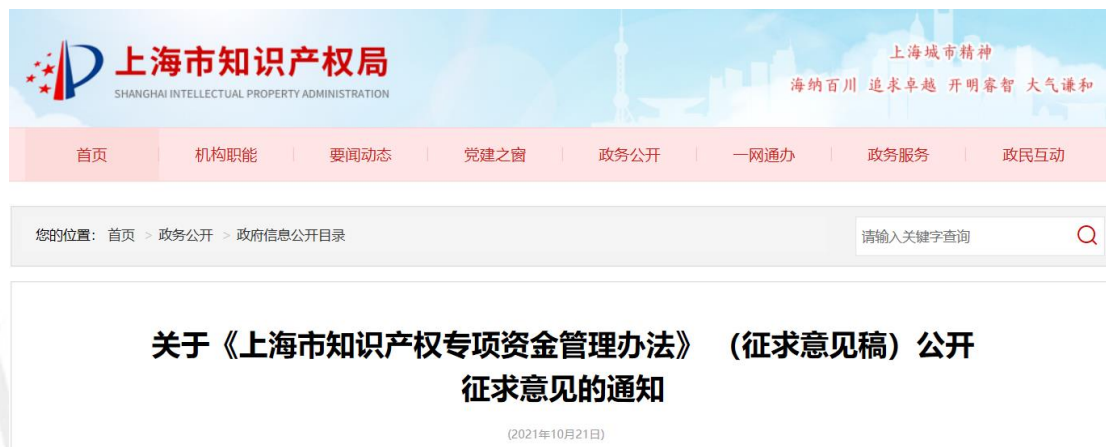 上海市知识产权局
SHANGHAI INTELLECTUAL PROPERTY ADMINISTRATION
上海城市精神
海纳百川 追求卓越 开明睿智 大气谦和
首页 机构职能 要闻动态 党建之窗 政务公开 一网通办 政务服务 政民互动
您的位置： 首页 > 政务公开 > 政府信息公开目录 请输入关键字查询
关于《上海市知识产权专项资金管理办法》 （征求意见稿）公开
征求意见的通知
(2021年10月21日)